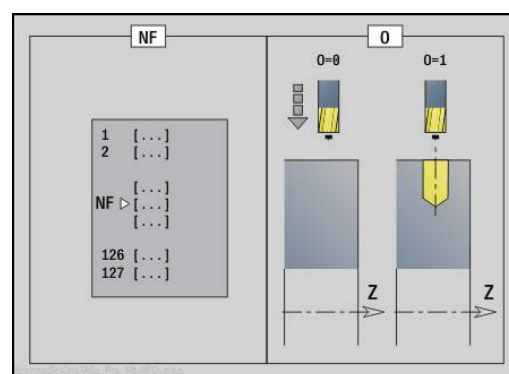 NF
1 [...]
2 [...]
[...]
NF [...]
[...]
126 [...]
127 [...]
O
O=0
O=1
Z
Z